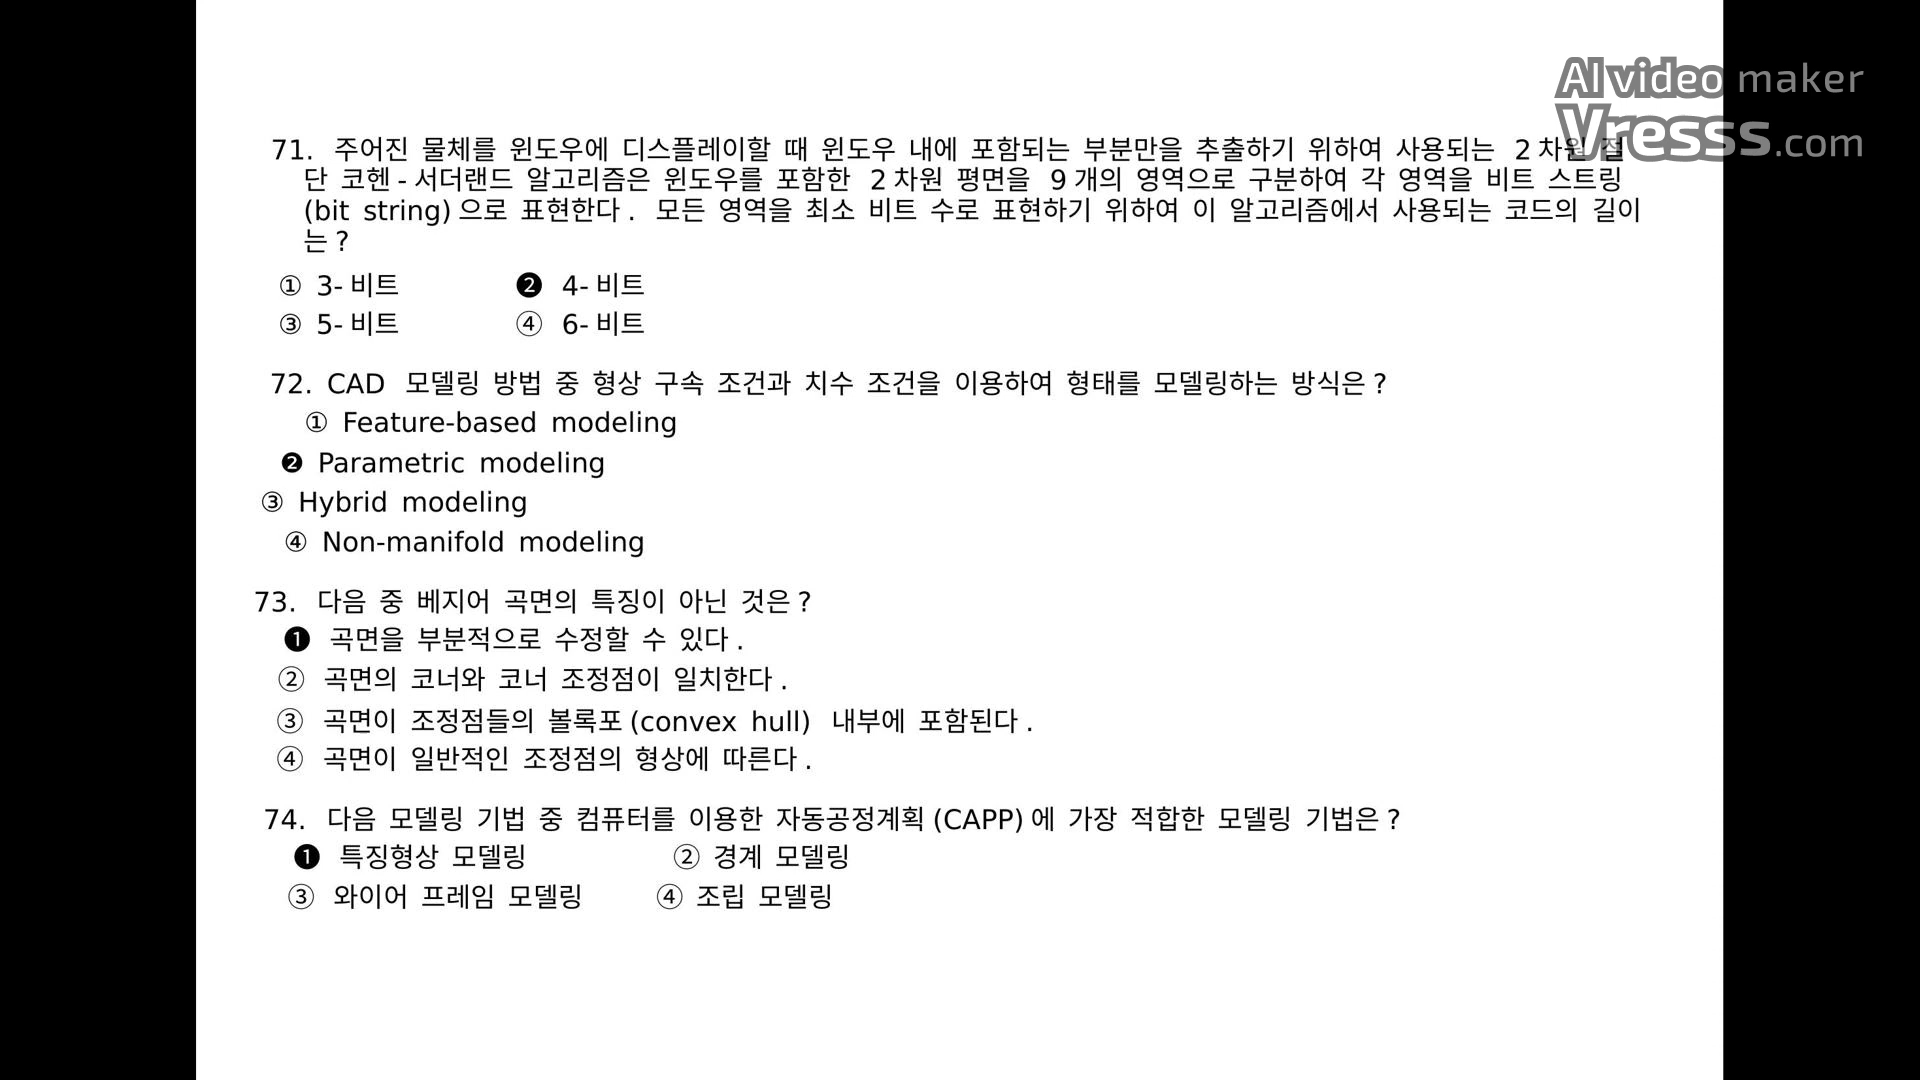 AI video maker
Vresss.com
71. 주어진 물체를 윈도우에 디스플레이할 때 윈도우 내에 포함되는 부분만을 추출하기 위하여 사용되는 2차원 절
단 코헨-서더랜드 알고리즘은 윈도우를 포함한 2차원 평면을 9개의 영역으로 구분하여 각 영역을 비트 스트링
(bit string)으로 표현한다. 모든 영역을 최소 비트 수로 표현하기 위하여 이 알고리즘에서 사용되는 코드의 길이
는?
① 3-비트 ❷ 4-비트
③ 5-비트 ④ 6-비트
72. CAD 모델링 방법 중 형상 구속 조건과 치수 조건을 이용하여 형태를 모델링하는 방식은?
① Feature-based modeling
❷ Parametric modeling
③ Hybrid modeling
④ Non-manifold modeling
73. 다음 중 베지어 곡면의 특징이 아닌 것은?
❶ 곡면을 부분적으로 수정할 수 있다.
② 곡면의 코너와 코너 조정점이 일치한다.
③ 곡면이 조정점들의 볼록포(convex hull) 내부에 포함된다.
④ 곡면이 일반적인 조정점의 형상에 따른다.
74. 다음 모델링 기법 중 컴퓨터를 이용한 자동공정계획(CAPP)에 가장 적합한 모델링 기법은?
❶ 특징형상 모델링 ② 경계 모델링
③ 와이어 프레임 모델링 ④ 조립 모델링